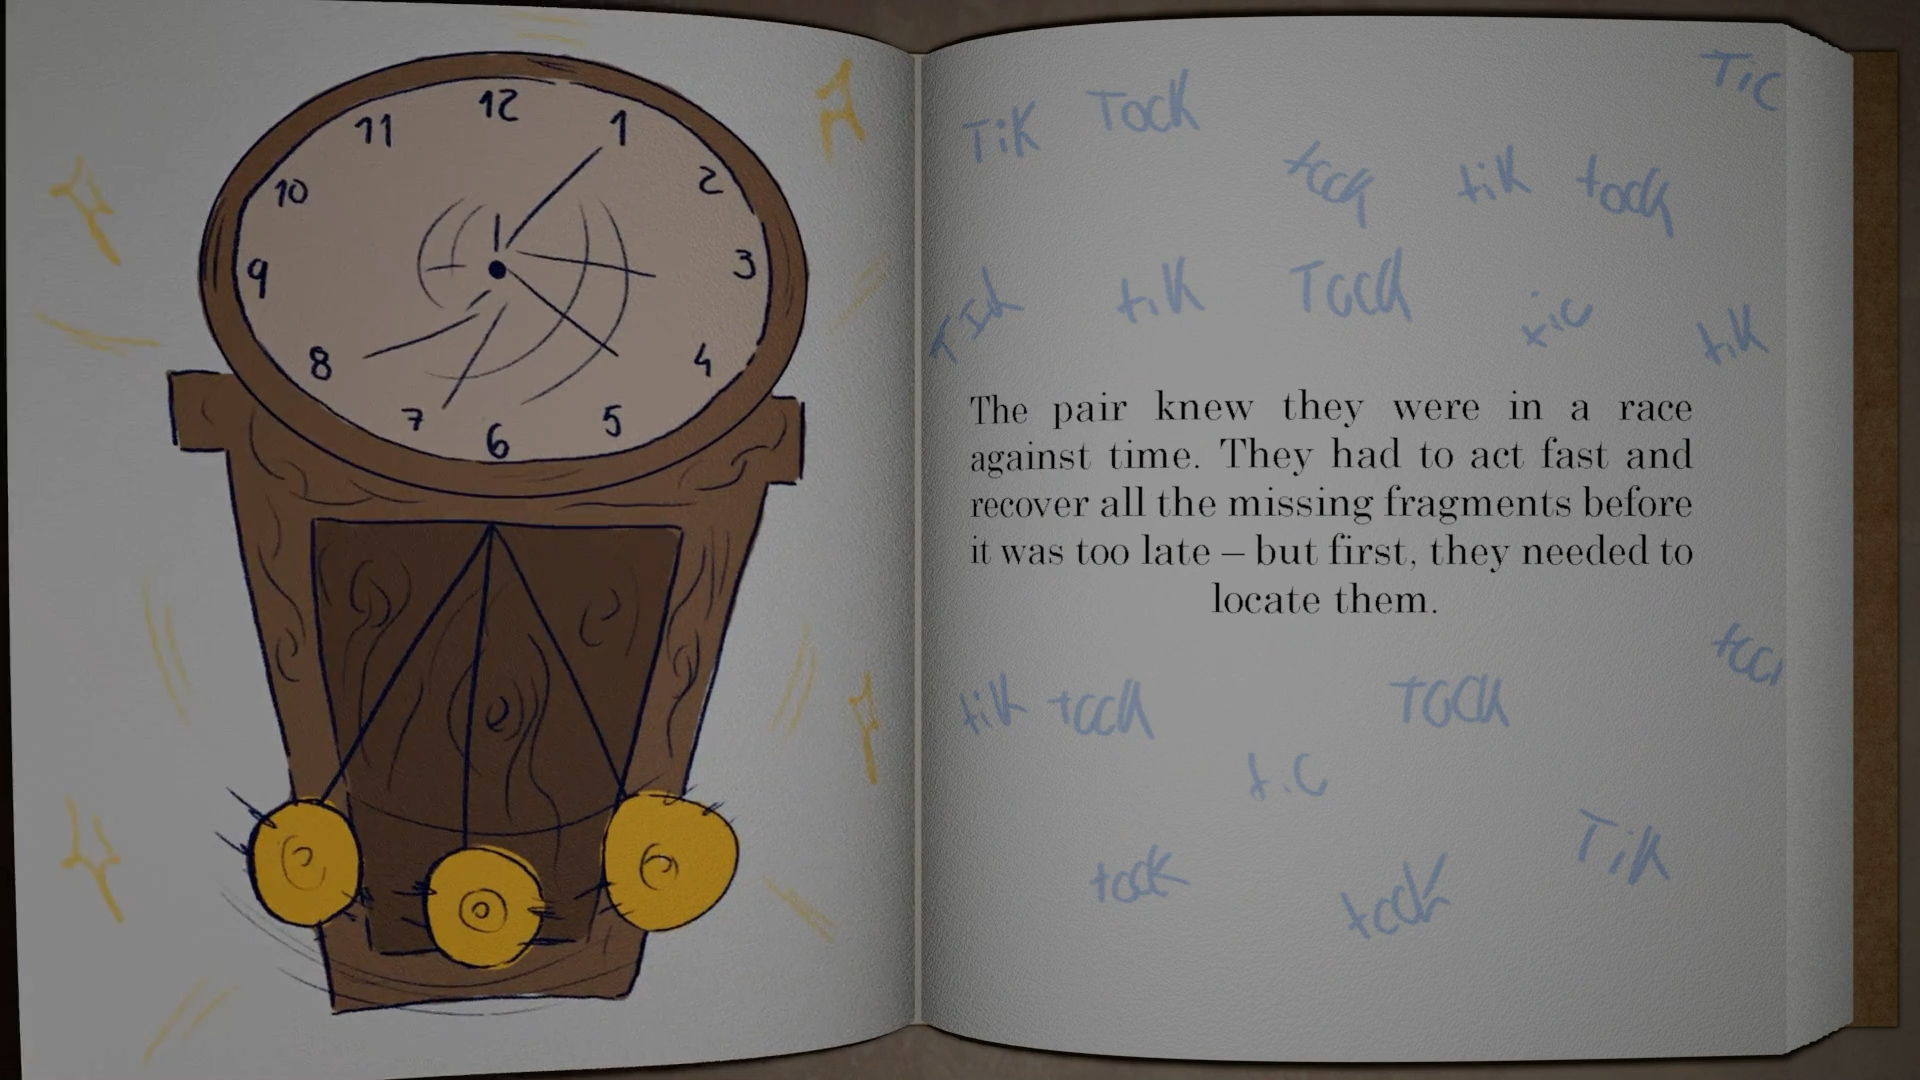 12
11
1
10
2
9
3
8
4
7
5
6
TiK Tock
Tic
tock tik tock
tik Tock tic tik
The pair knew they were in a race
against time. They had to act fast and
recover all the missing fragments before
it was too late – but first, they needed to
locate them.
tik tock Tock
tic
TiK
tock tock